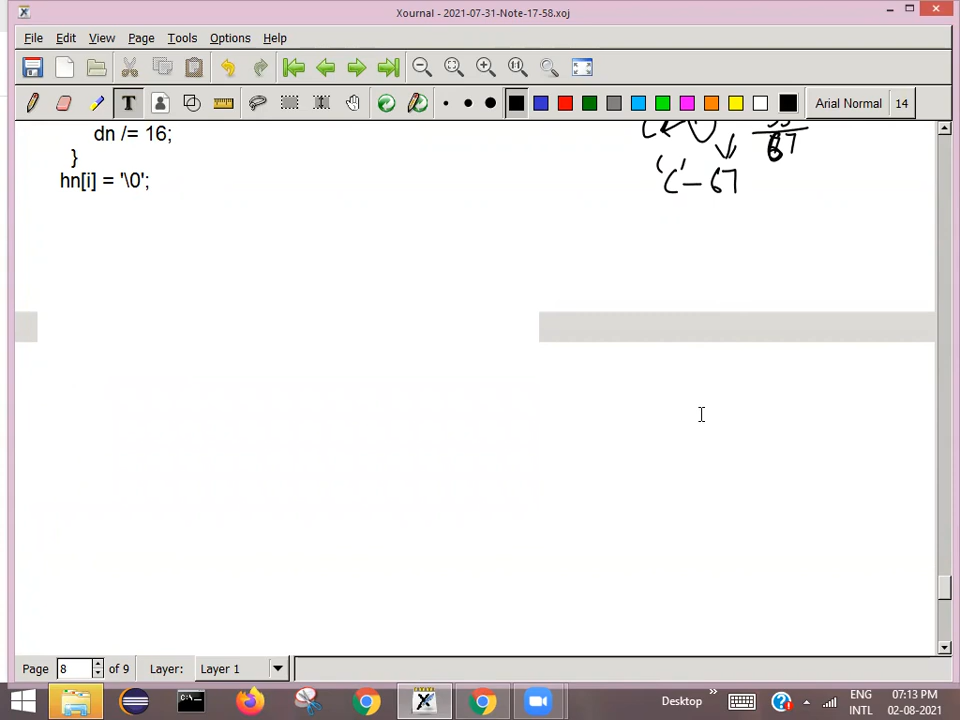 Xournal - 2021-07-31-Note-17-58.xoj
File Edit View Page Tools Options Help
Arial Normal 14
dn /= 16;
}
hn[i] = '\0';
67
'C' - 67
Page 8 of 9 Layer: Layer 1
Desktop
ENG
INTL
07:13 PM
02-08-2021